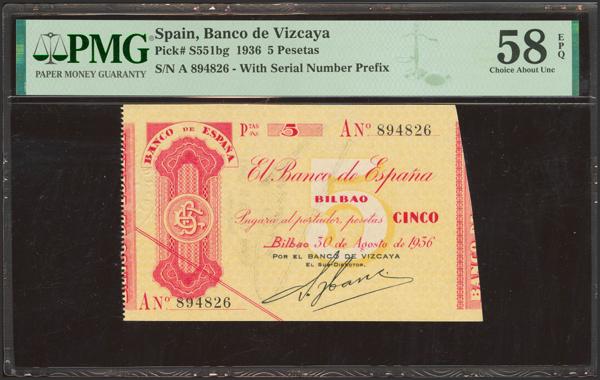 PMG
PAPER MONEY GUARANTY
Spain, Banco de Vizcaya
Pick# S551bg 1936 5 Pesetas
S/N A 894826 - With Serial Number Prefix
58 EPQ
Choice About Unc
BANCO DE ESPAÑA
PTAS 5
A Nº 894826
El Banco de España
5
BILBAO
Pagará al portador, pesetas CINCO
Bilbao 30 de Agosto de 1936
POR EL BANCO DE VIZCAYA
EL SUB-DIRECTOR,
A Nº 894826